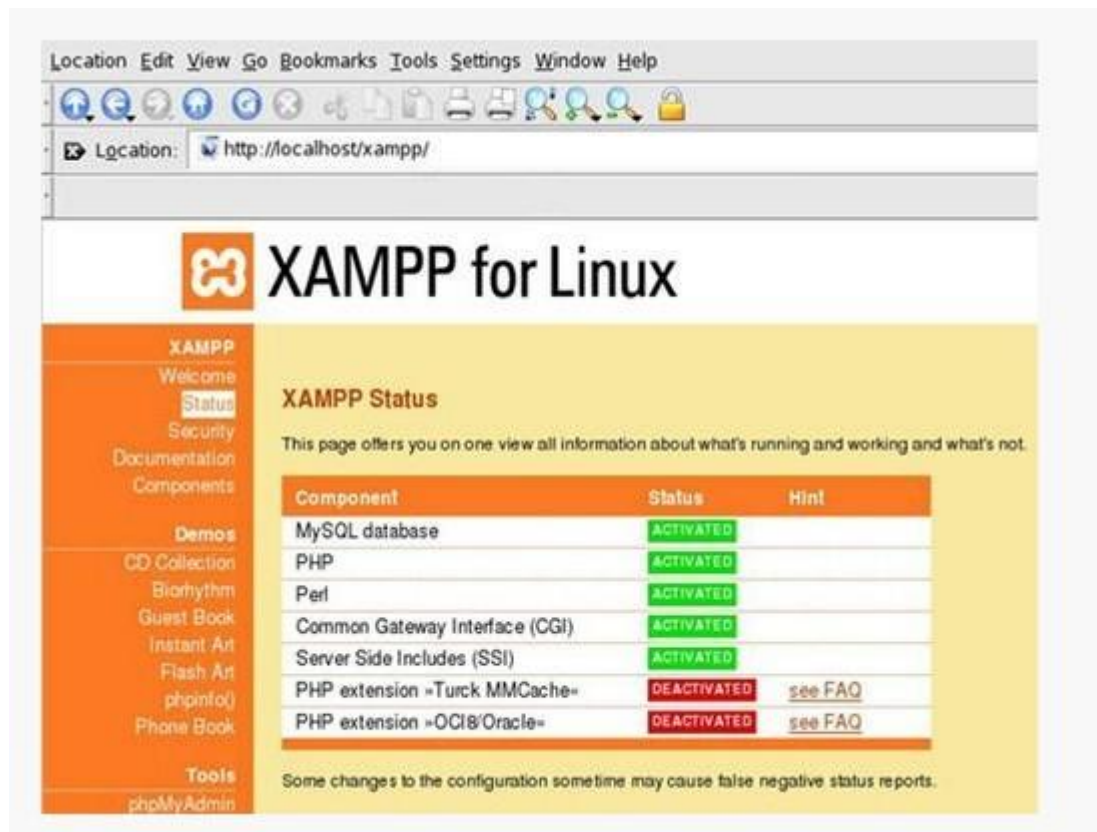 Location Edit View Go Bookmarks Tools Settings Window Help
Location: http://localhost/xampp/
XAMPP for Linux
XAMPP
Welcome
Status
Security
Documentation
Components
Demos
CD Collection
Biorhythm
Guest Book
Instant Art
Flash Art
phpinfo()
Phone Book
Tools
phpMyAdmin
XAMPP Status
This page offers you on one view all information about what's running and working and what's not.
Component Status Hint
MySQL database ACTIVATED
PHP ACTIVATED
Perl ACTIVATED
Common Gateway Interface (CGI) ACTIVATED
Server Side Includes (SSI) ACTIVATED
PHP extension »Turck MMCache« DEACTIVATED see FAQ
PHP extension »OCI8/Oracle« DEACTIVATED see FAQ
Some changes to the configuration sometime may cause false negative status reports.